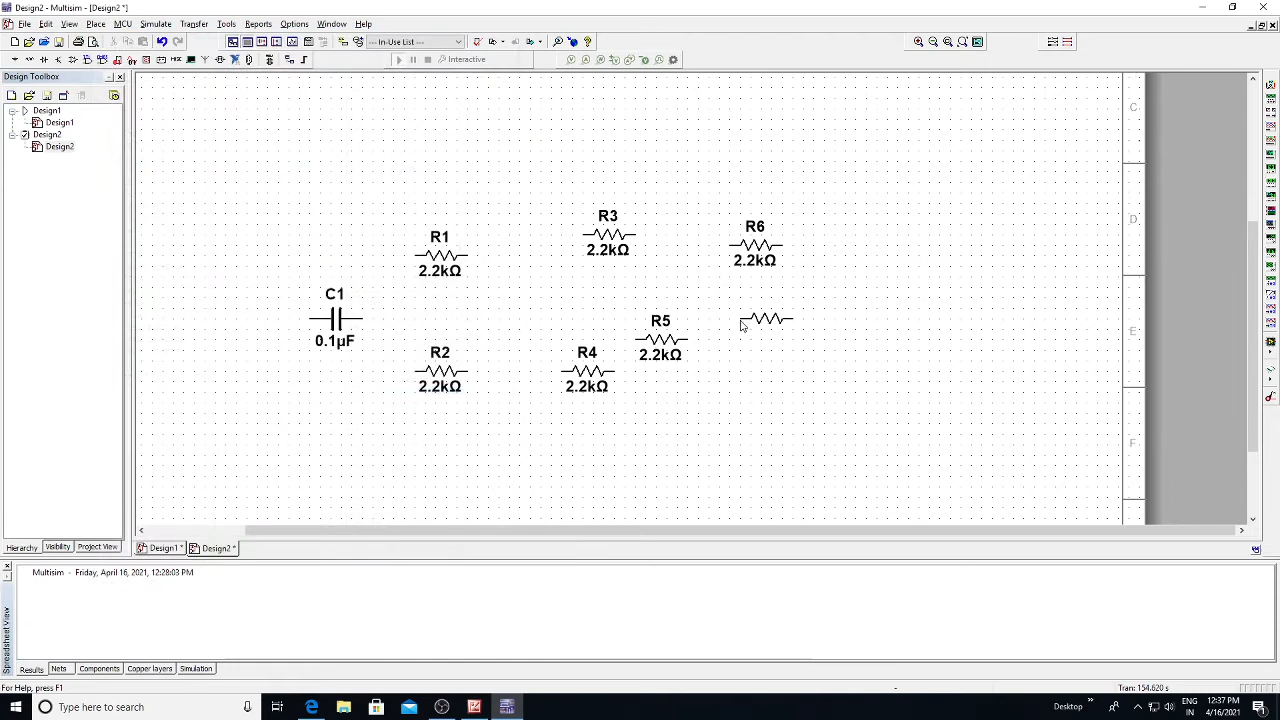 Design2 - Multisim - [Design2 *]
File Edit View Place MCU Simulate Transfer Tools Reports Options Window Help
--- In-Use List ---
Interactive
Design Toolbox
Design1
Design1
Design2
Design2
C
D
E
F
R3
R6
R1
2.2kΩ
2.2kΩ
2.2kΩ
C1
R5
0.1µF
R2
R4
2.2kΩ
2.2kΩ
2.2kΩ
Hierarchy Visibility Project View
Design1 * Design2 *
Multisim - Friday, April 16, 2021, 12:28:03 PM
Spreadsheet View
Results Nets Components Copper layers Simulation
For Help, press F1
- Tran: 154.620 s
Type here to search
Desktop
IN
12:37 PM
4/16/2021